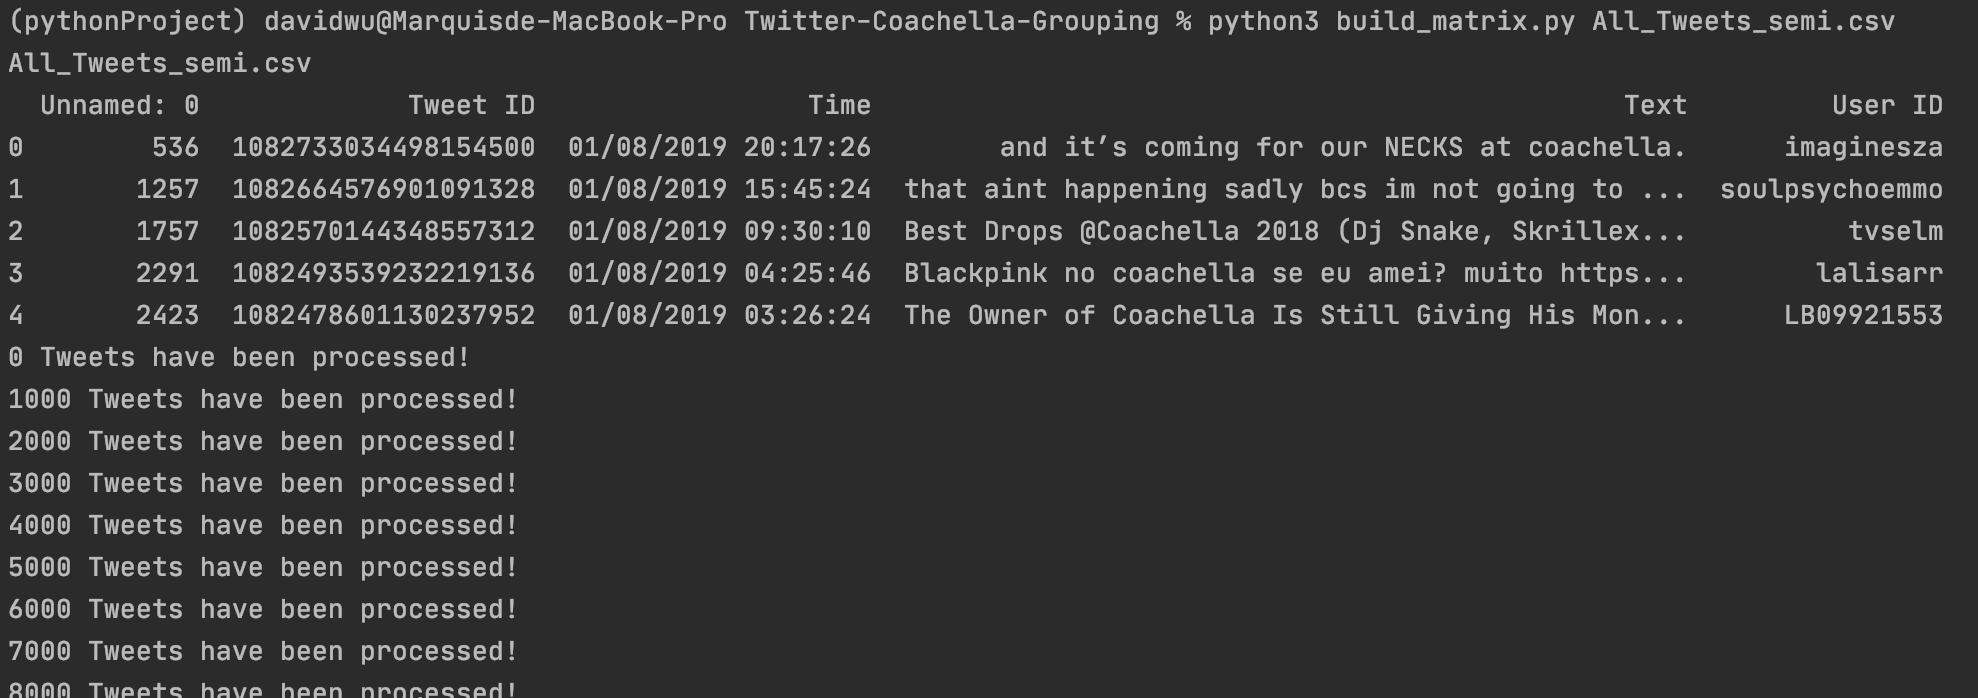 (pythonProject) davidwu@Marquisde-MacBook-Pro Twitter-Coachella-Grouping % python3 build_matrix.py All_Tweets_semi.csv
All_Tweets_semi.csv
Unnamed: 0 Tweet ID Time Text User ID
0 536 1082733034498154500 01/08/2019 20:17:26 and it’s coming for our NECKS at coachella. imaginesza
1 1257 1082664576901091328 01/08/2019 15:45:24 that aint happening sadly bcs im not going to ... soulpsychoemmo
2 1757 1082570144348557312 01/08/2019 09:30:10 Best Drops @Coachella 2018 (Dj Snake, Skrillex... tvselm
3 2291 1082493539232219136 01/08/2019 04:25:46 Blackpink no coachella se eu amei? muito https... lalisarr
4 2423 1082478601130237952 01/08/2019 03:26:24 The Owner of Coachella Is Still Giving His Mon... LB09921553
0 Tweets have been processed!
1000 Tweets have been processed!
2000 Tweets have been processed!
3000 Tweets have been processed!
4000 Tweets have been processed!
5000 Tweets have been processed!
6000 Tweets have been processed!
7000 Tweets have been processed!
8000 Tweets have been processed!